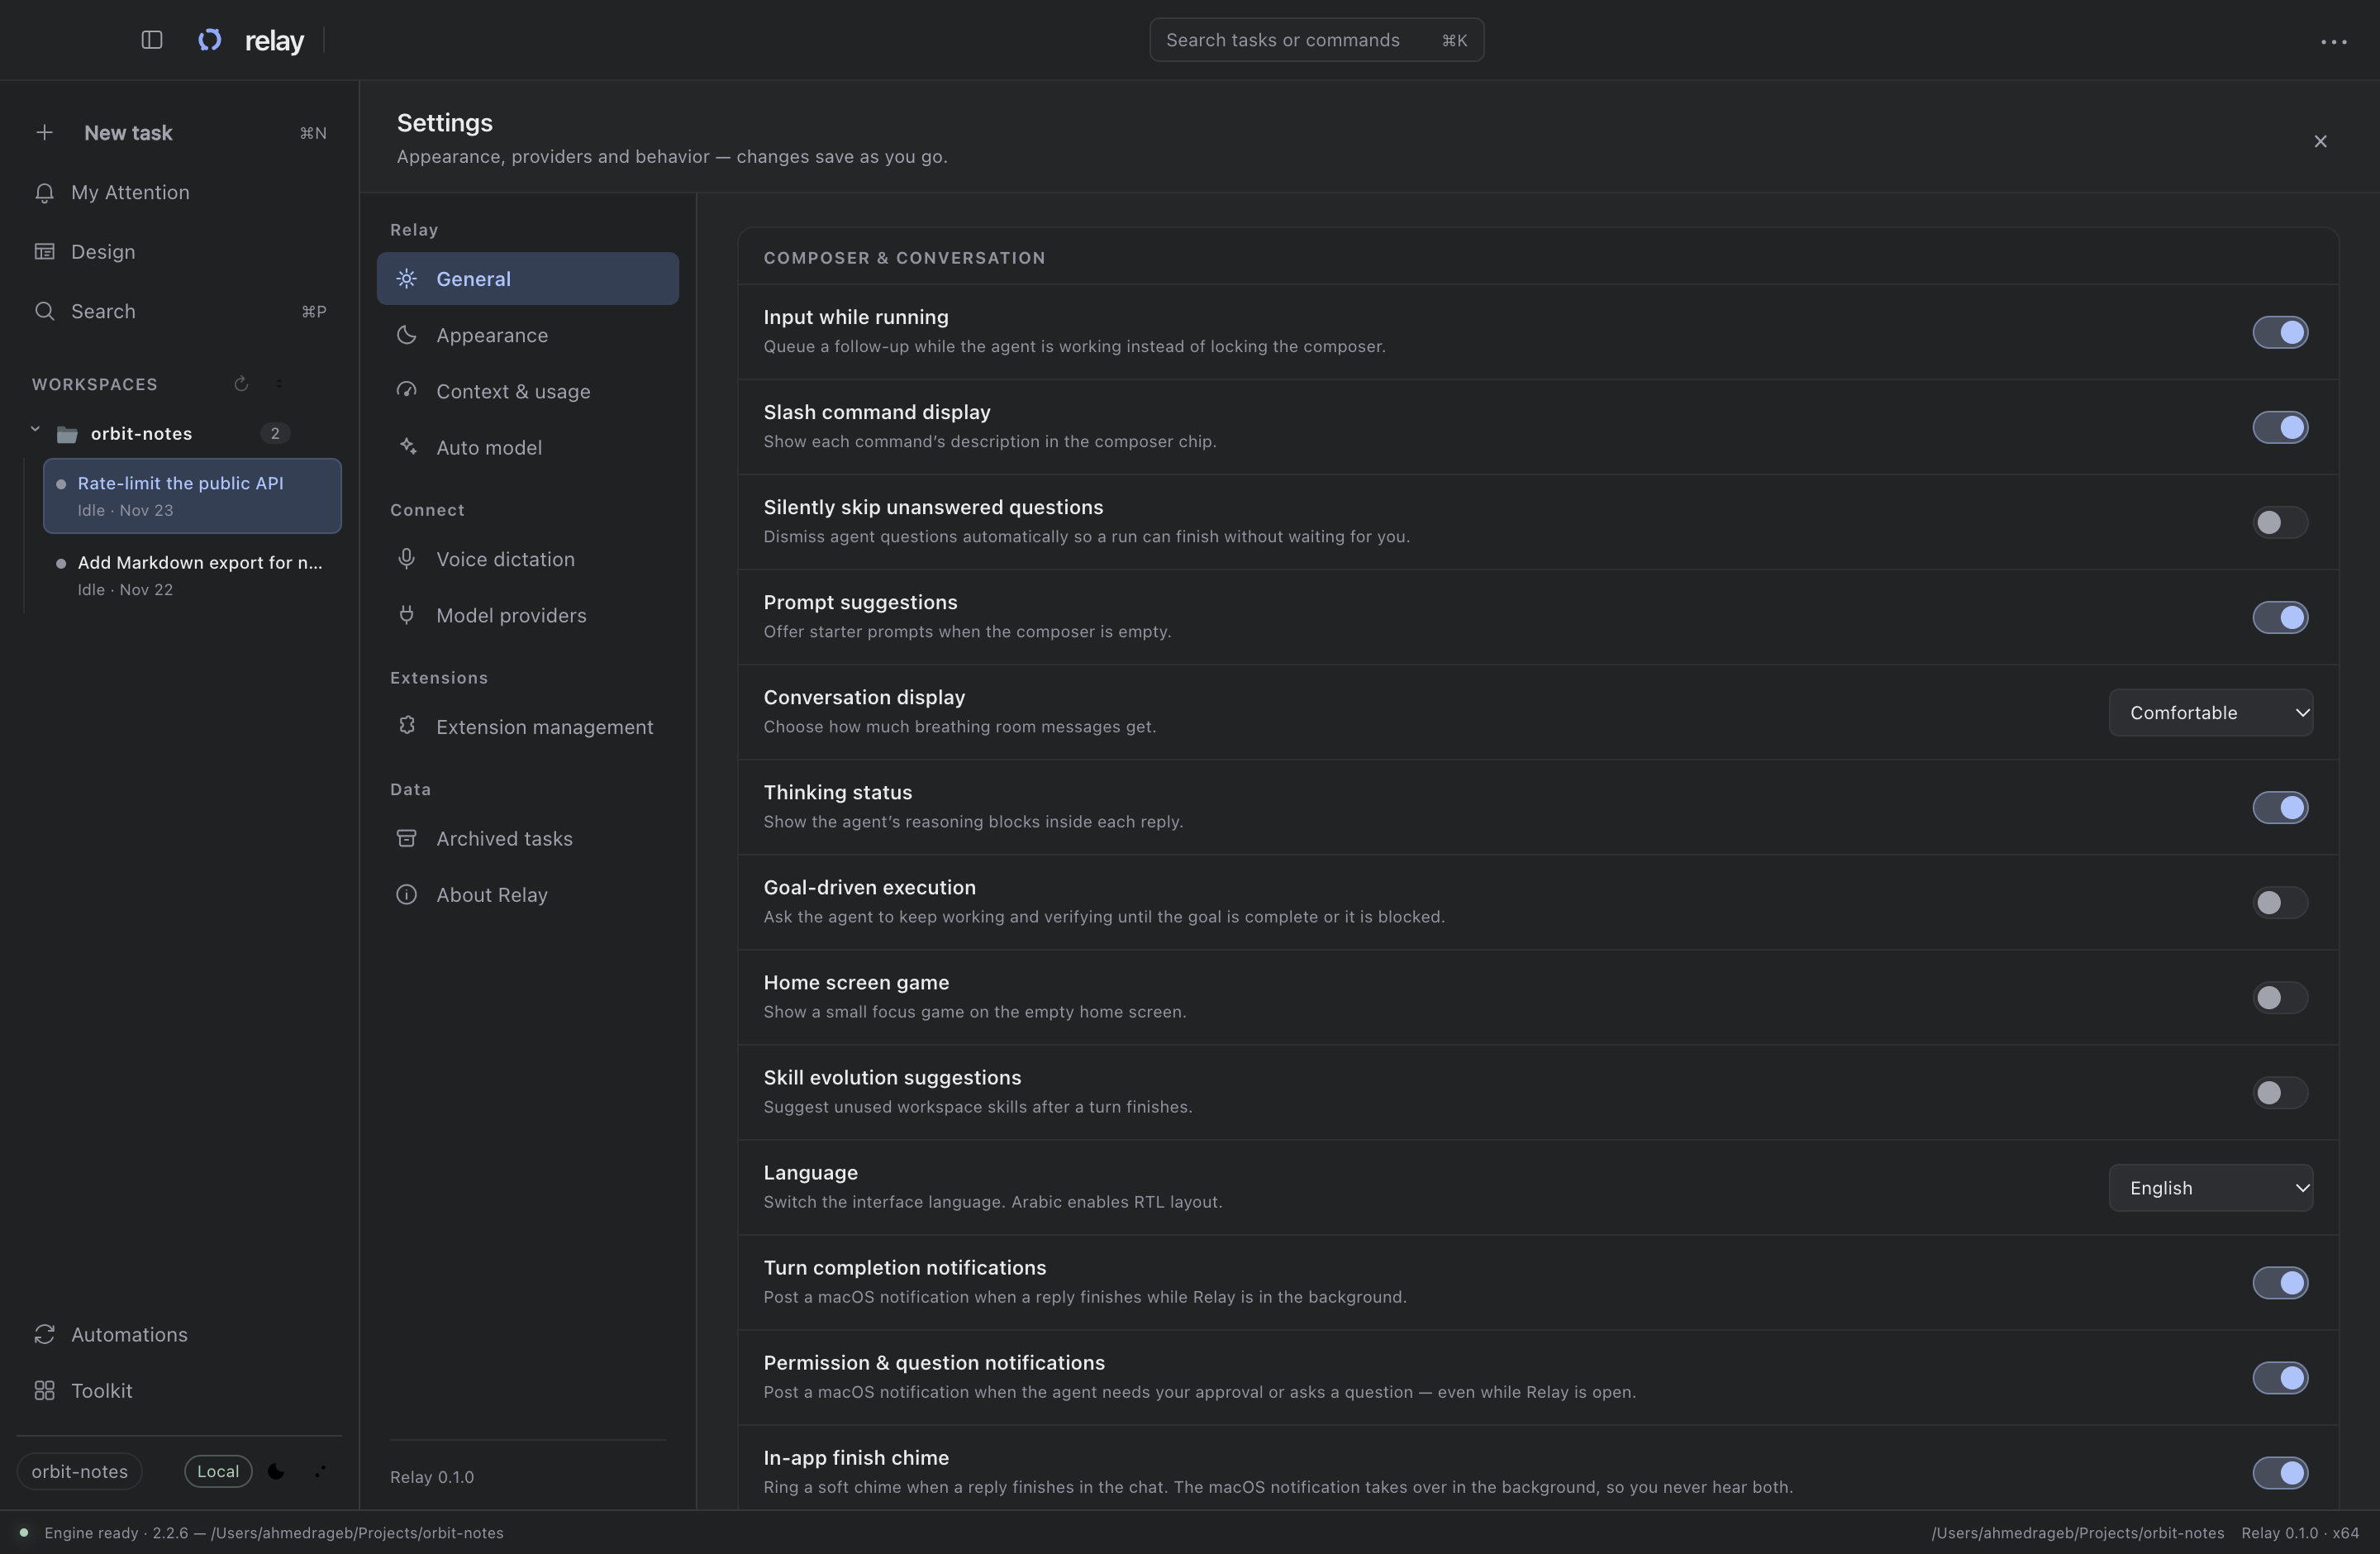 relay
Search tasks or commands ⌘K
New task ⌘N
My Attention
Design
Search ⌘P
WORKSPACES
orbit-notes 2
Rate-limit the public API
Idle · Nov 23
Add Markdown export for n...
Idle · Nov 22
Automations
Toolkit
orbit-notes Local
Settings
Appearance, providers and behavior — changes save as you go.
Relay
General
Appearance
Context & usage
Auto model
Connect
Voice dictation
Model providers
Extensions
Extension management
Data
Archived tasks
About Relay
Relay 0.1.0
COMPOSER & CONVERSATION
Input while running
Queue a follow-up while the agent is working instead of locking the composer.
Slash command display
Show each command’s description in the composer chip.
Silently skip unanswered questions
Dismiss agent questions automatically so a run can finish without waiting for you.
Prompt suggestions
Offer starter prompts when the composer is empty.
Conversation display
Choose how much breathing room messages get.
Comfortable
Thinking status
Show the agent’s reasoning blocks inside each reply.
Goal-driven execution
Ask the agent to keep working and verifying until the goal is complete or it is blocked.
Home screen game
Show a small focus game on the empty home screen.
Skill evolution suggestions
Suggest unused workspace skills after a turn finishes.
Language
Switch the interface language. Arabic enables RTL layout.
English
Turn completion notifications
Post a macOS notification when a reply finishes while Relay is in the background.
Permission & question notifications
Post a macOS notification when the agent needs your approval or asks a question — even while Relay is open.
In-app finish chime
Ring a soft chime when a reply finishes in the chat. The macOS notification takes over in the background, so you never hear both.
Engine ready · 2.2.6 — /Users/ahmedrageb/Projects/orbit-notes
/Users/ahmedrageb/Projects/orbit-notes Relay 0.1.0 · x64